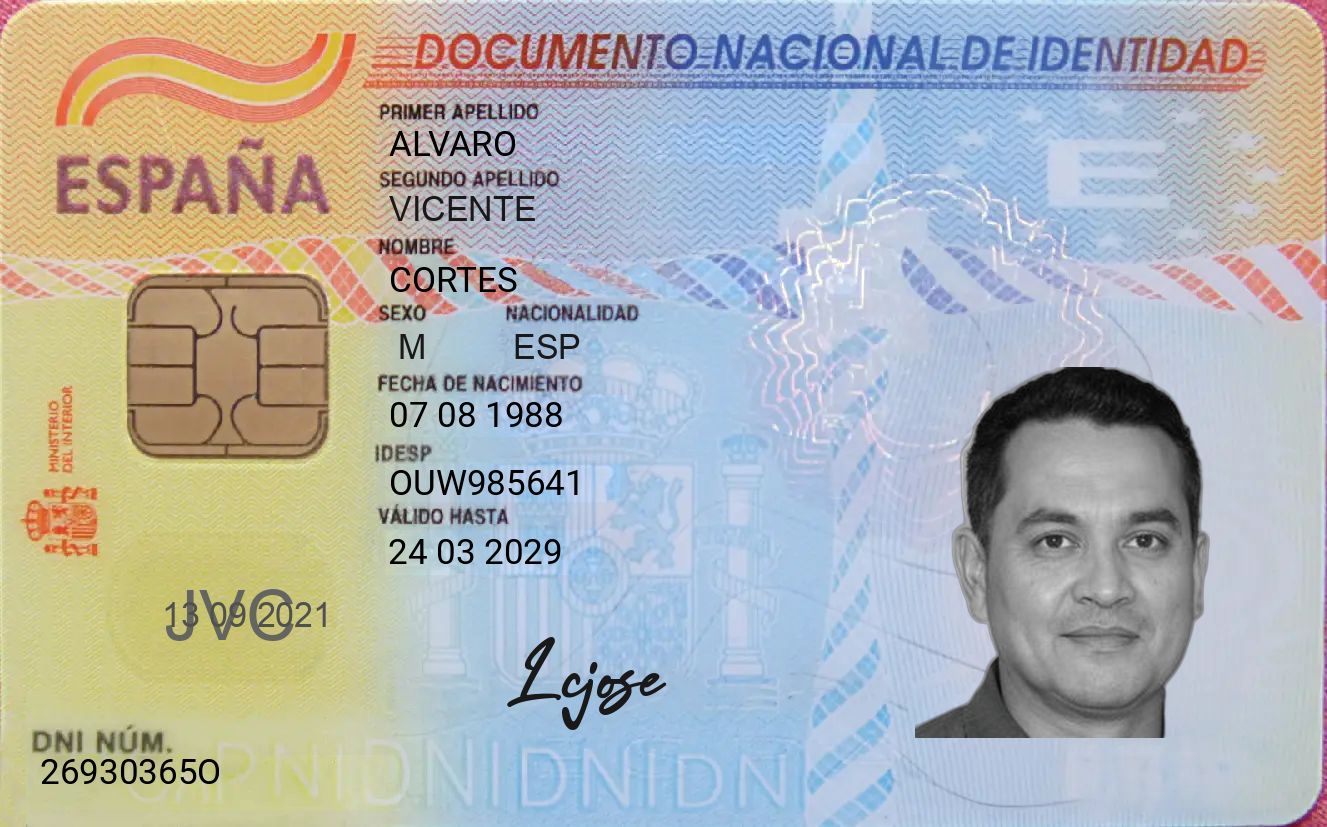 DOCUMENTO NACIONAL DE IDENTIDAD
ESPAÑA
PRIMER APELLIDO
ALVARO
SEGUNDO APELLIDO
VICENTE
NOMBRE
CORTES
SEXO NACIONALIDAD
M ESP
FECHA DE NACIMIENTO
07 08 1988
IDESP
OUW985641
VÁLIDO HASTA
24 03 2029
MINISTERIO
DEL INTERIOR
E
JVC
13 09 2021
Lcjose
DNI NÚM.
26930365O
DNIDNIDNIDN